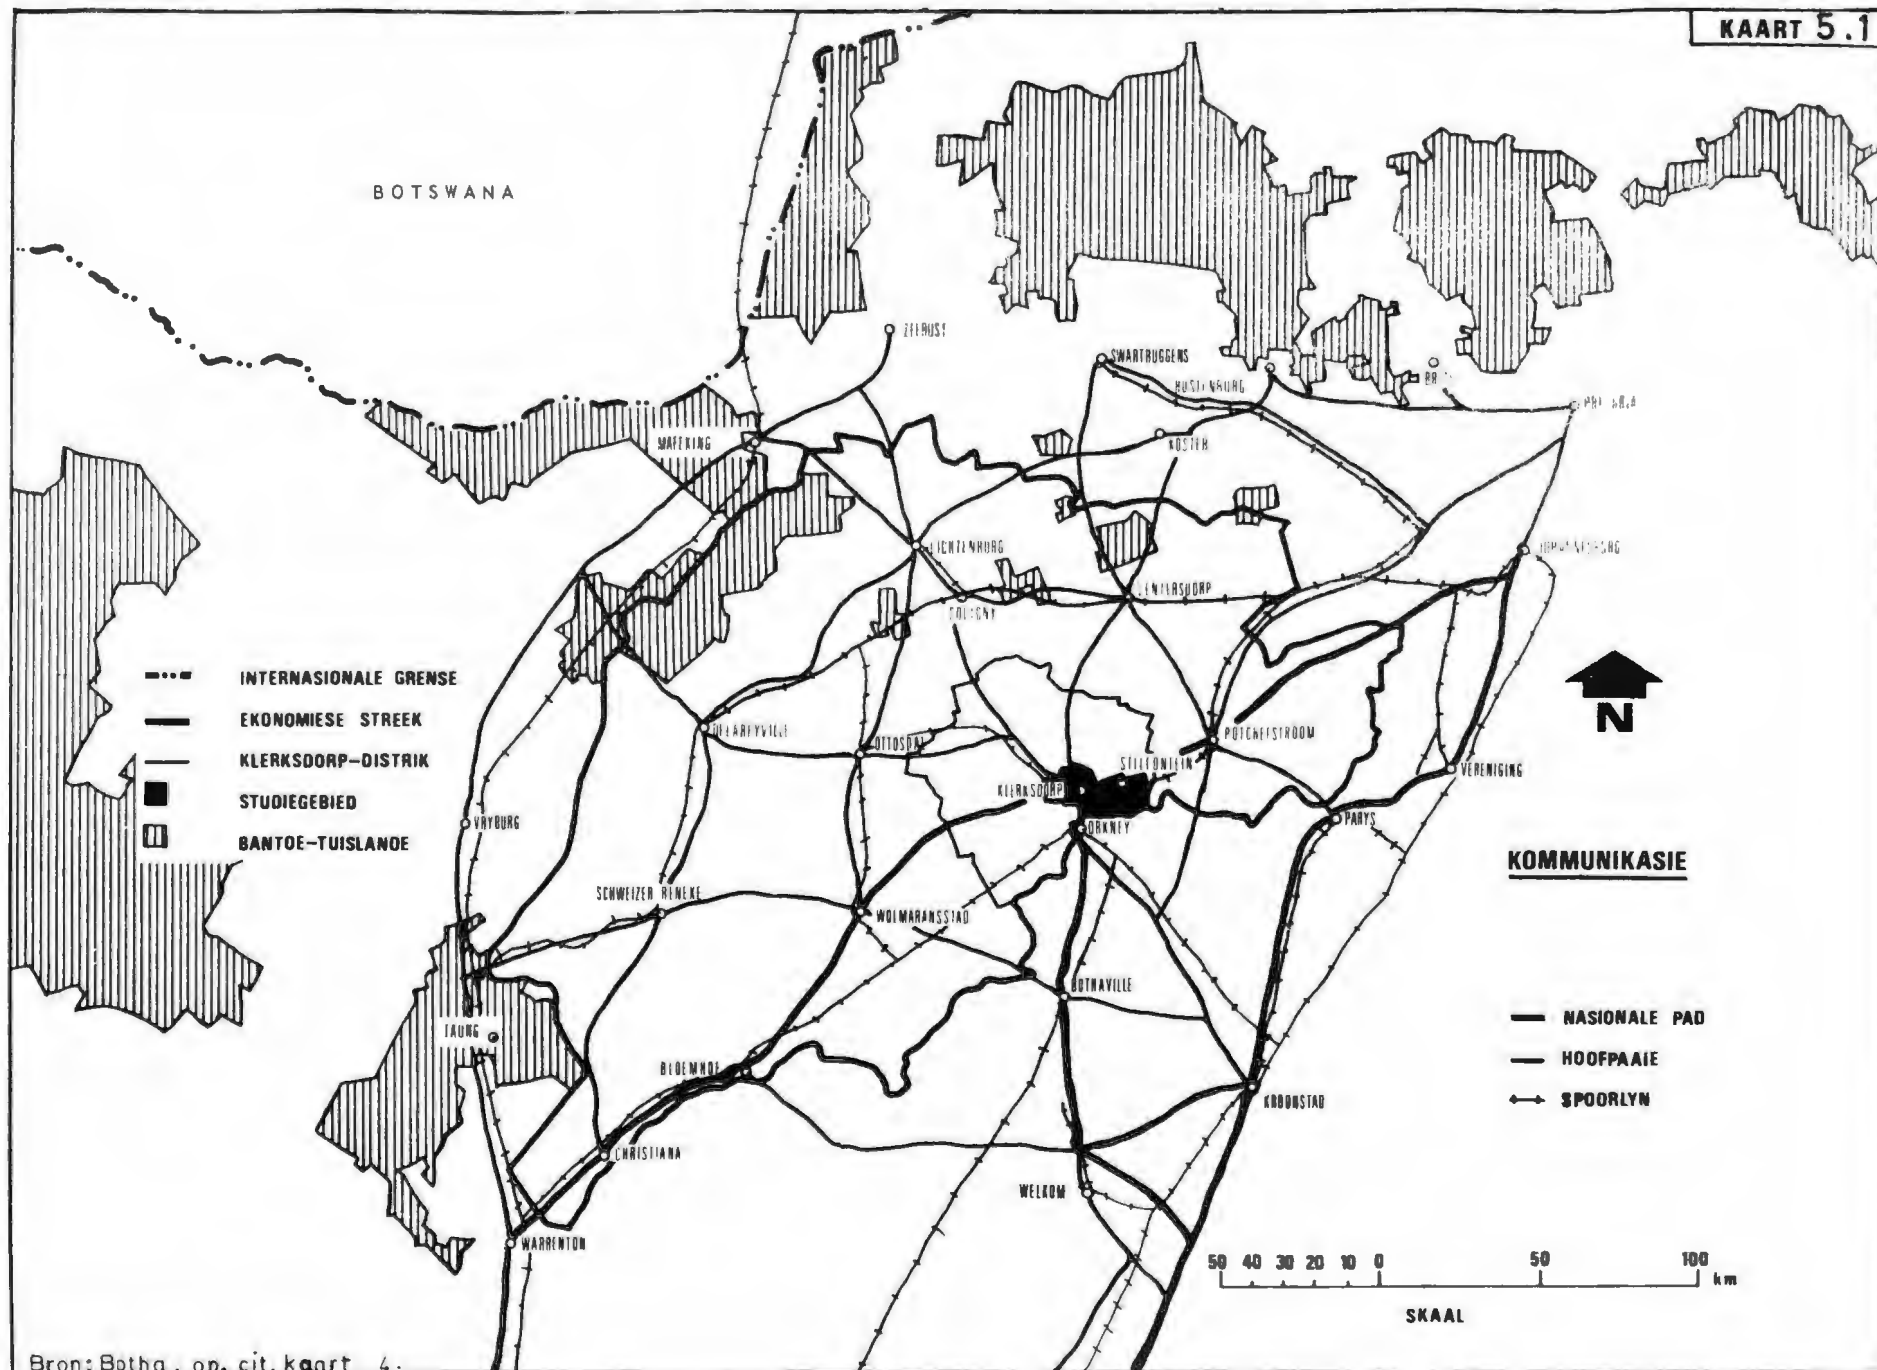 KAART 5.1
BOTSWANA
ZEERUST
SWARTRUGGENS
RUSTENBURG
MAFEKING
KOSTER
LICHTENBURG
COLIGNY
VENTERSDORP
INTERNASIONALE GRENSE
EKONOMIESE STREEK
KLERKSDORP-DISTRIK
STUDIEGEBIED
BANTOE-TUISLANDE
N
DELAREYVILLE
OTTOSDAL
POTCHEFSTROOM
STILFONTEIN
KLERKSDORP
VERENIGING
VRYBURG
ORKNEY
PARYS
KOMMUNIKASIE
SCHWEIZER RENEKE
WOLMARANSSTAD
BOTHAVILLE
NASIONALE PAD
TAUNG
HOOFPAAIE
BLOEMHOF
SPOORLYN
KROONSTAD
CHRISTIANA
WELKOM
WARRENTON
50 40 30 20 10 0 50 100 km
SKAAL
Bron: Botha, op. cit. kaart 4.